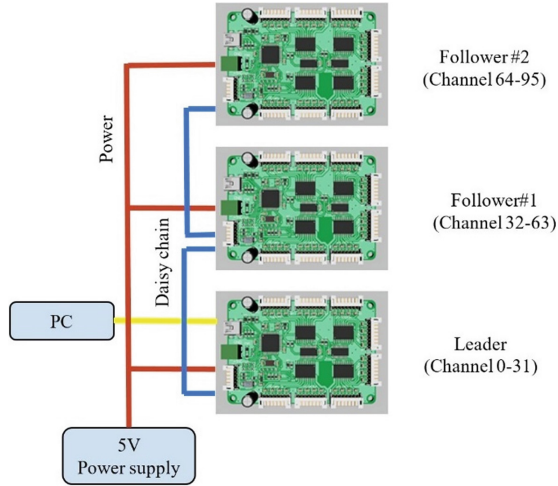 Follower #2
(Channel 64-95)
Power
Follower#1
(Channel 32-63)
Daisy chain
PC
Leader
(Channel 0-31)
5V
Power supply